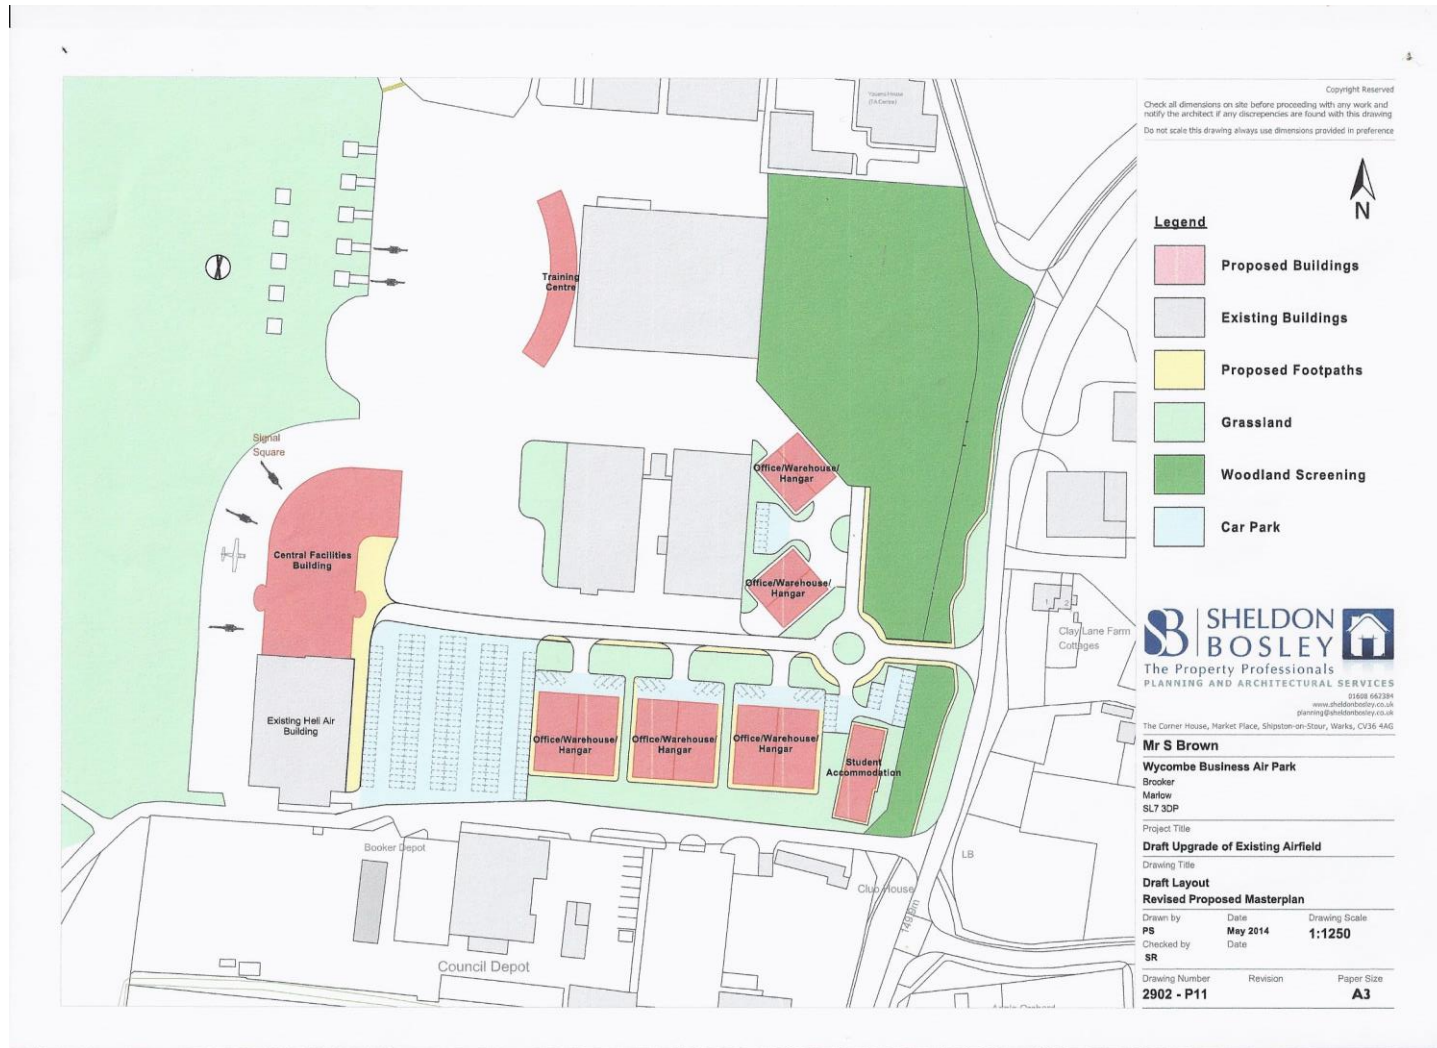 Copyright Reserved
Check all dimensions on site before proceeding with any work and
notify the architect if any discrepancies are found with this drawing
Do not scale this drawing always use dimensions provided in preference
N
Legend
Proposed Buildings
Existing Buildings
Proposed Footpaths
Grassland
Woodland Screening
Car Park
SB
SHELDON
BOSLEY
The Property Professionals
PLANNING AND ARCHITECTURAL SERVICES
01608 662384
www.sheldonbosley.co.uk
planning@sheldonbosley.co.uk
The Corner House, Market Place, Shipston-on-Stour, Warks, CV36 4AG
Mr S Brown
Wycombe Business Air Park
Brooker
Marlow
SL7 3DP
Project Title
Draft Upgrade of Existing Airfield
Drawing Title
Draft Layout
Revised Proposed Masterplan
Drawn by Date Drawing Scale
PS May 2014 1:1250
Checked by Date
SR
Drawing Number Revision Paper Size
2902 - P11 A3
Training
Centre
Signal
Square
Office/Warehouse/
Hangar
Central Facilities
Building
Office/Warehouse/
Hangar
1 2
Clay Lane Farm
Cottages
Existing Heli Air
Building
Office/Warehouse/
Hangar
Office/Warehouse/
Hangar
Office/Warehouse/
Hangar
Student
Accommodation
Booker Depot
LB
Club House
Council Depot